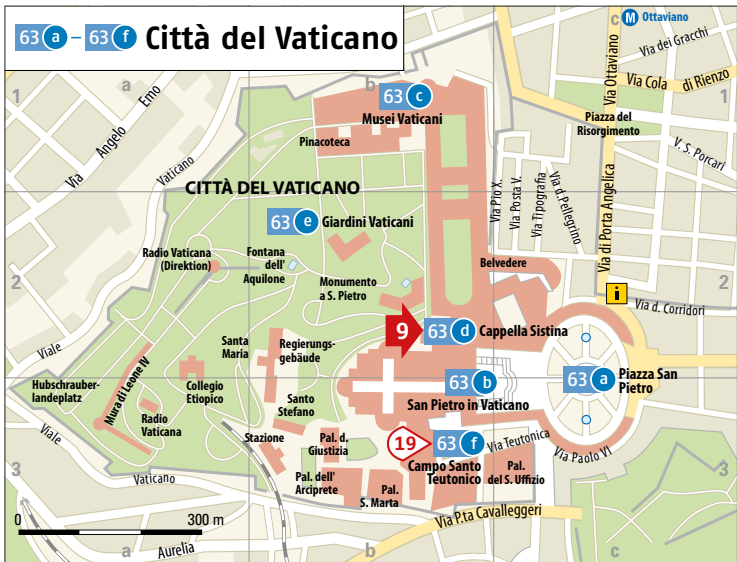 63 a – 63 f Città del Vaticano
c
M Ottaviano
Via Ottaviano
Via dei Gracchi
Via Cola di Rienzo
1
a
b
1
Via Angelo Emo
63 c
Musei Vaticani
Pinacoteca
Piazza del
Risorgimento
V. S. Porcari
Vaticano
CITTÀ DEL VATICANO
Via Pio X.
Via Posta V.
Via Tipografia
Via d. Pellegrino
Via di Porta Angelica
63 e Giardini Vaticani
Radio Vaticana
(Direktion)
Fontana
dell'
Aquilone
Belvedere
2
2
Monumento
a S. Pietro
i
Via d. Corridori
9
63 d Cappella Sistina
Viale
Santa
Maria
Regierungs-
gebäude
Hubschrauber-
landeplatz
Mura di Leone IV
Collegio
Etiopico
63 b
San Pietro in Vaticano
63 a Piazza San
Pietro
Santo
Stefano
Radio
Vaticana
Viale
Stazione
Pal. d.
Giustizia
19
63 f
Campo Santo
Teutonico
Via Teutonica
Via Paolo VI
3
3
Vaticano
Pal. dell'
Arciprete
Pal.
S. Marta
Pal.
del S. Uffizio
Via P.ta Cavalleggeri
0 300 m
Aurelia
a
b
c